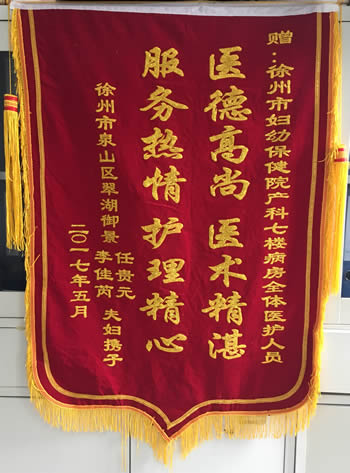 赠：徐州市妇幼保健院产科七楼病房全体医护人员
医德高尚 医术精湛
服务热情 护理精心
徐州市泉山区翠湖御景
任贵元
李佳芮 夫妇携子
二〇一七年五月